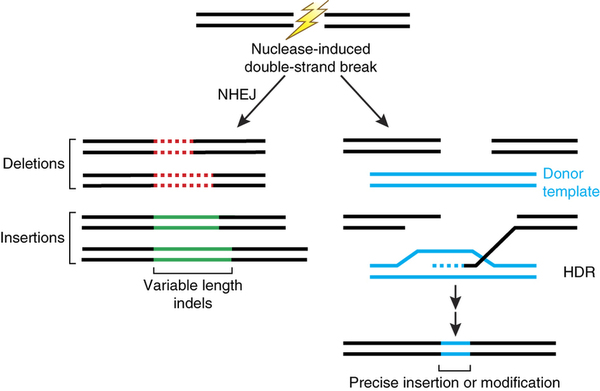 Nuclease-induced
double-strand break
NHEJ
Deletions
Donor
template
Insertions
HDR
Variable length
indels
Precise insertion or modification